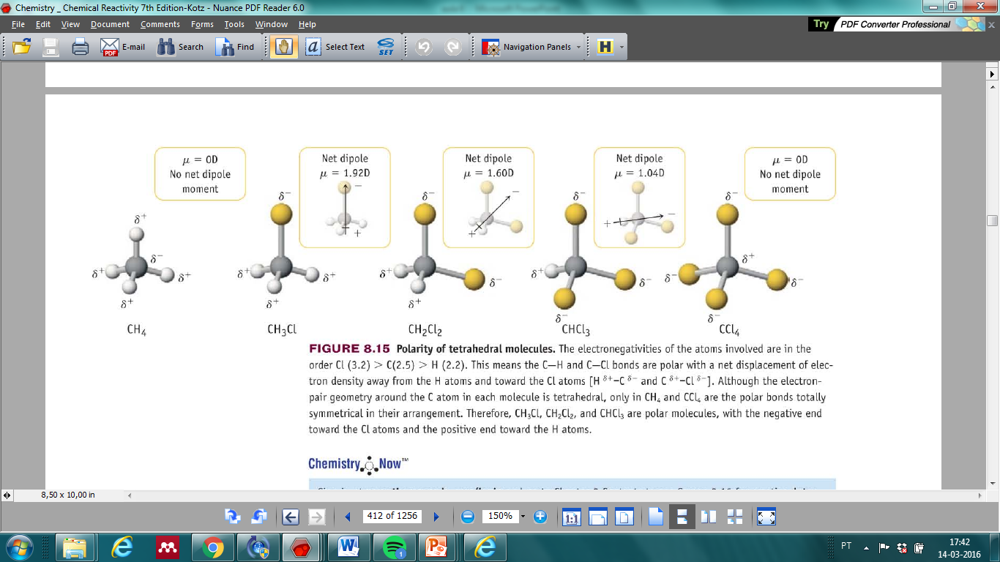 Chemistry _ Chemical Reactivity 7th Edition-Kotz - Nuance PDF Reader 6.0
File Edit View Document Comments Forms Tools Window Help
Try PDF Converter Professional
PDF E-mail Search Find a Select Text SET Navigation Panels H
μ = 0D
No net dipole
moment
Net dipole
μ = 1.92D
Net dipole
μ = 1.60D
Net dipole
μ = 1.04D
μ = 0D
No net dipole
moment
− +
− +
+ −
δ+ δ− δ+ δ+ δ+
δ− δ+ δ+ δ+
δ− δ+ δ− δ+
δ− δ+ δ− δ−
δ− δ+ δ− δ− δ−
CH4 CH3Cl CH2Cl2 CHCl3 CCl4
FIGURE 8.15 Polarity of tetrahedral molecules. The electronegativities of the atoms involved are in the
order Cl (3.2) > C(2.5) > H (2.2). This means the C—H and C—Cl bonds are polar with a net displacement of elec-
tron density away from the H atoms and toward the Cl atoms [H δ+–C δ− and C δ+–Cl δ−]. Although the electron-
pair geometry around the C atom in each molecule is tetrahedral, only in CH4 and CCl4 are the polar bonds totally
symmetrical in their arrangement. Therefore, CH3Cl, CH2Cl2, and CHCl3 are polar molecules, with the negative end
toward the Cl atoms and the positive end toward the H atoms.
Chemistry Now™
8,50 x 10,00 in
412 of 1256 150% 1:1
W 1 P PT 17:42
14-03-2016